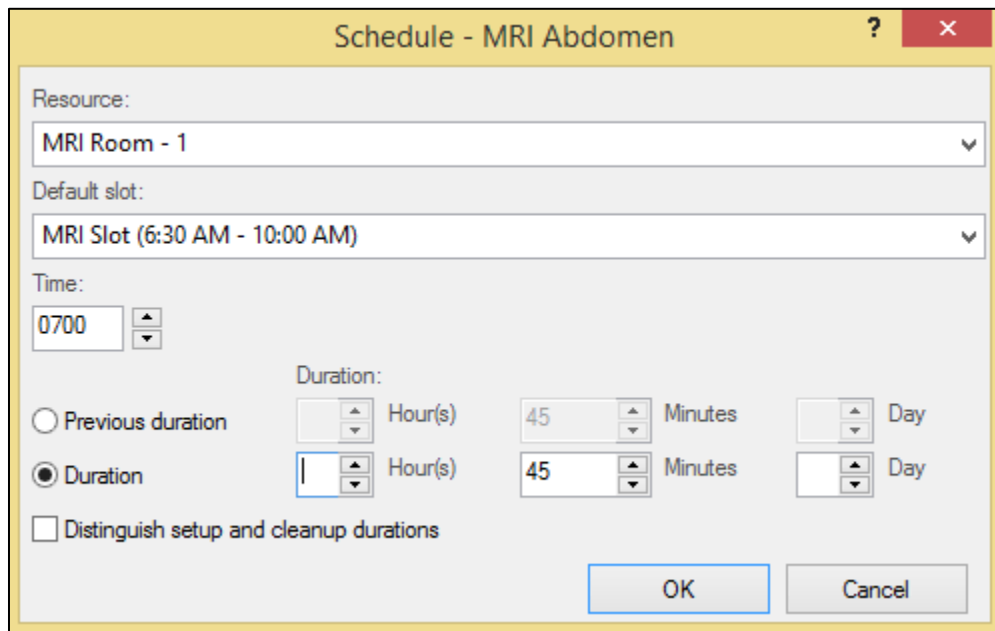 Schedule - MRI Abdomen ?
Resource:
MRI Room - 1
Default slot:
MRI Slot (6:30 AM - 10:00 AM)
Time:
0700
Duration:
Previous duration Hour(s) 45 Minutes Day
Duration Hour(s) 45 Minutes Day
Distinguish setup and cleanup durations
OK Cancel